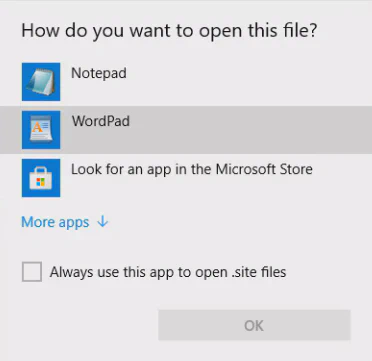 How do you want to open this file?
Notepad
WordPad
Look for an app in the Microsoft Store
More apps ↓
Always use this app to open .site files
OK